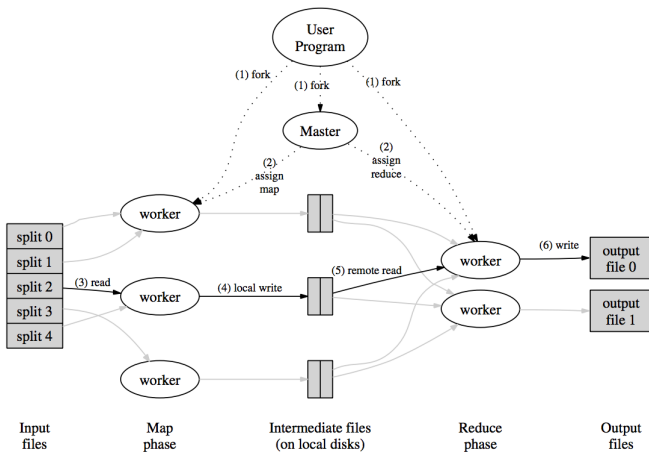 User
Program
(1) fork
(1) fork
(1) fork
Master
(2)
assign
map
(2)
assign
reduce
worker
split 0
split 1
split 2
split 3
split 4
(3) read
worker
(4) local write
(5) remote read
worker
(6) write
output
file 0
worker
output
file 1
worker
Input
files
Map
phase
Intermediate files
(on local disks)
Reduce
phase
Output
files